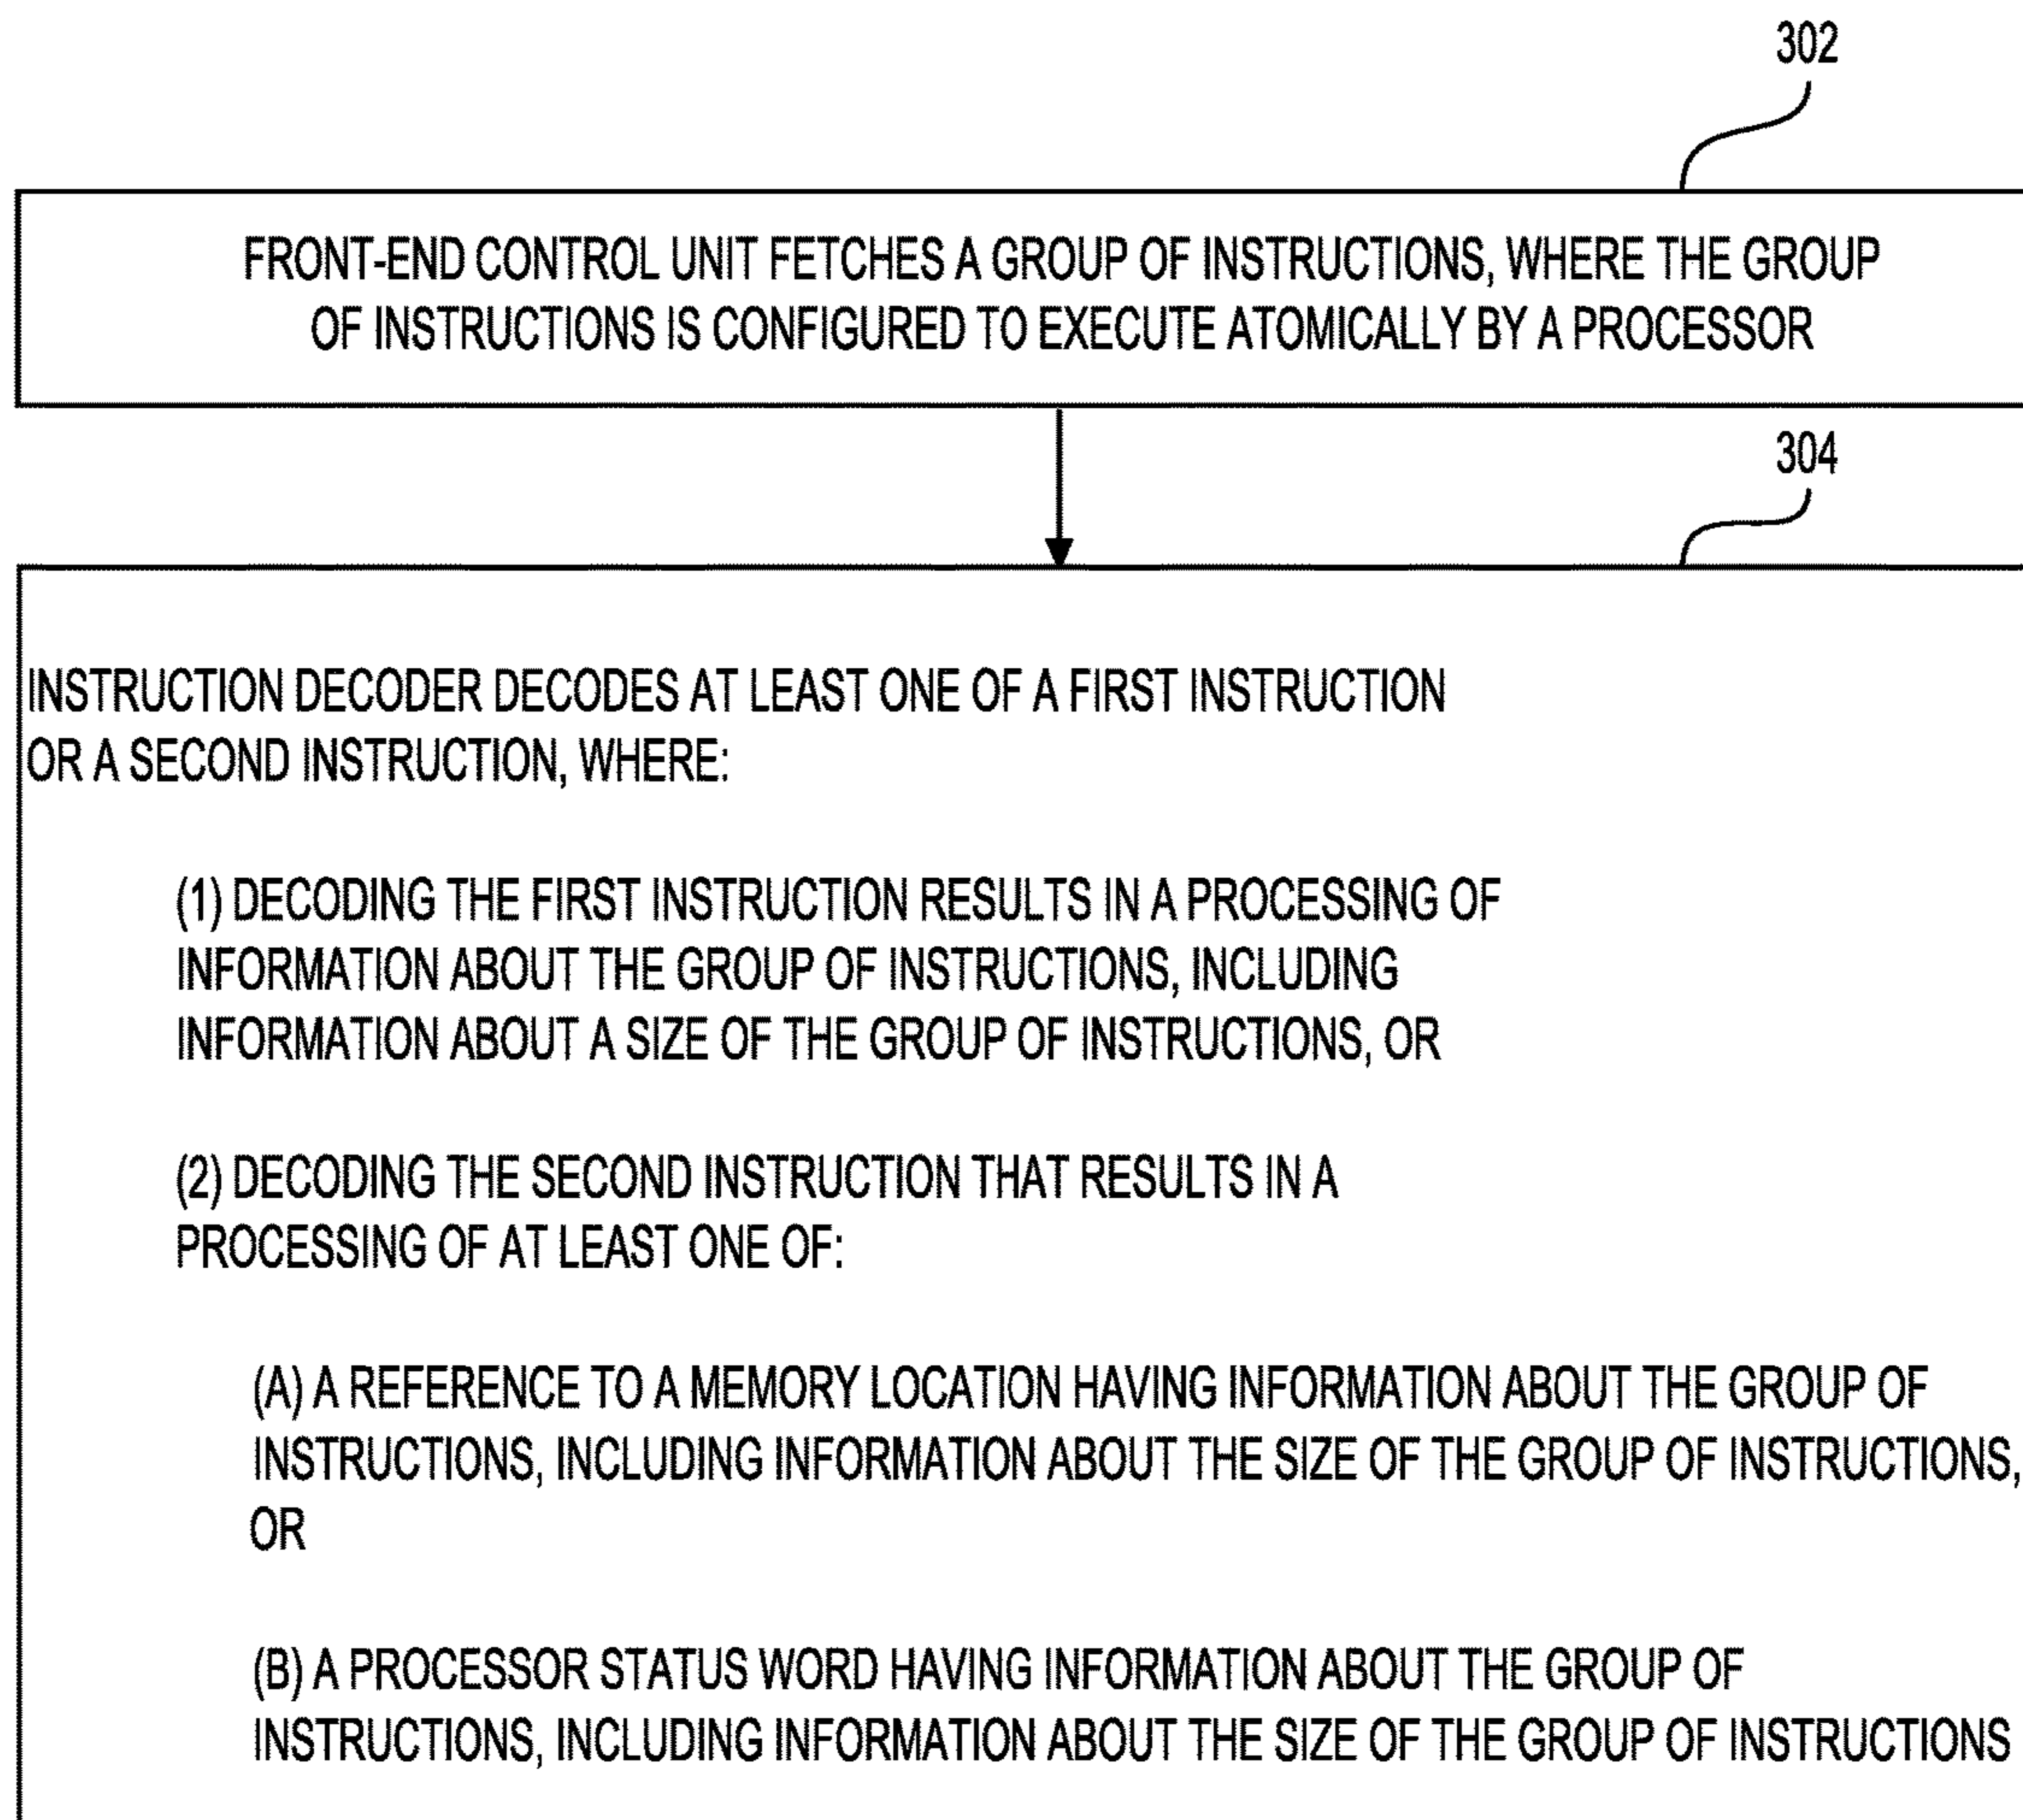 302
FRONT-END CONTROL UNIT FETCHES A GROUP OF INSTRUCTIONS, WHERE THE GROUP
OF INSTRUCTIONS IS CONFIGURED TO EXECUTE ATOMICALLY BY A PROCESSOR
304
INSTRUCTION DECODER DECODES AT LEAST ONE OF A FIRST INSTRUCTION
OR A SECOND INSTRUCTION, WHERE:
(1) DECODING THE FIRST INSTRUCTION RESULTS IN A PROCESSING OF
INFORMATION ABOUT THE GROUP OF INSTRUCTIONS, INCLUDING
INFORMATION ABOUT A SIZE OF THE GROUP OF INSTRUCTIONS, OR
(2) DECODING THE SECOND INSTRUCTION THAT RESULTS IN A
PROCESSING OF AT LEAST ONE OF:
(A) A REFERENCE TO A MEMORY LOCATION HAVING INFORMATION ABOUT THE GROUP OF
INSTRUCTIONS, INCLUDING INFORMATION ABOUT THE SIZE OF THE GROUP OF INSTRUCTIONS,
OR
(B) A PROCESSOR STATUS WORD HAVING INFORMATION ABOUT THE GROUP OF
INSTRUCTIONS, INCLUDING INFORMATION ABOUT THE SIZE OF THE GROUP OF INSTRUCTIONS